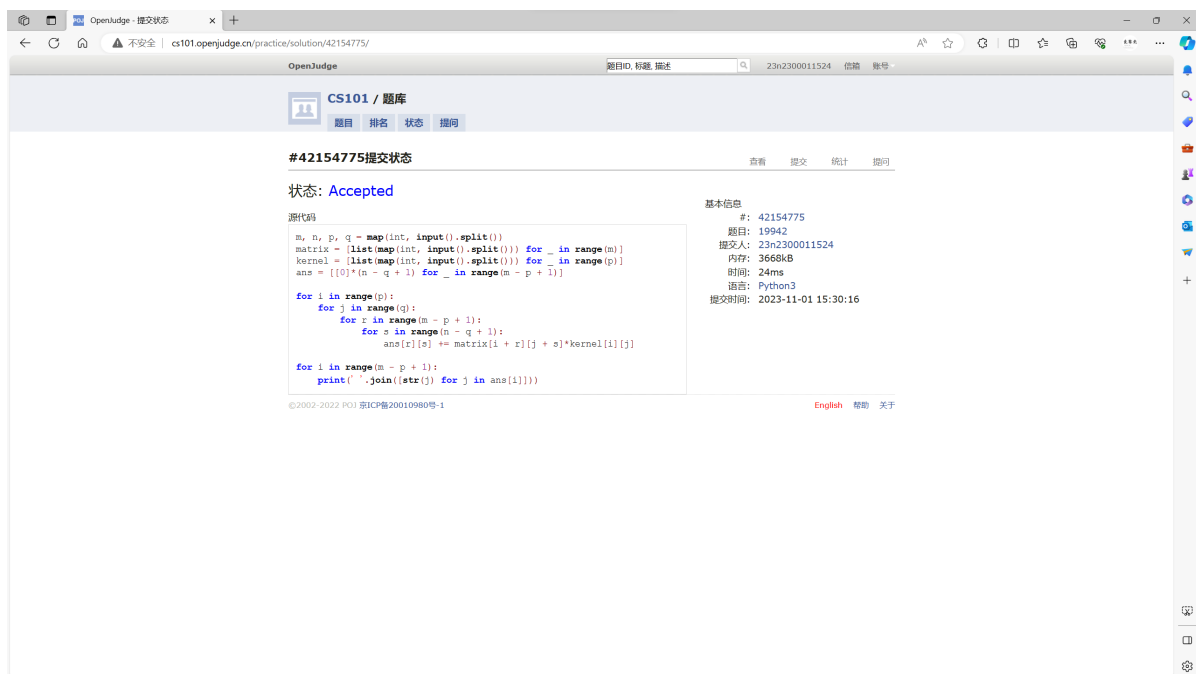 OpenJudge - 提交状态
不安全 cs101.openjudge.cn/practice/solution/42154775/
OpenJudge 题目ID, 标题, 描述 23n2300011524 信箱 账号
CS101 / 题库
题目 排名 状态 提问
#42154775提交状态 查看 提交 统计 提问
状态: Accepted
源代码
m, n, p, q = map(int, input().split())
matrix = [list(map(int, input().split())) for _ in range(m)]
kernel = [list(map(int, input().split())) for _ in range(p)]
ans = [[0]*(n - q + 1) for _ in range(m - p + 1)]
for i in range(p):
    for j in range(q):
        for r in range(m - p + 1):
            for s in range(n - q + 1):
                ans[r][s] += matrix[i + r][j + s]*kernel[i][j]
for i in range(m - p + 1):
    print(' '.join([str(j) for j in ans[i]]))
基本信息
#: 42154775
题目: 19942
提交人: 23n2300011524
内存: 3668kB
时间: 24ms
语言: Python3
提交时间: 2023-11-01 15:30:16
©2002-2022 POJ 京ICP备20010980号-1 English 帮助 关于